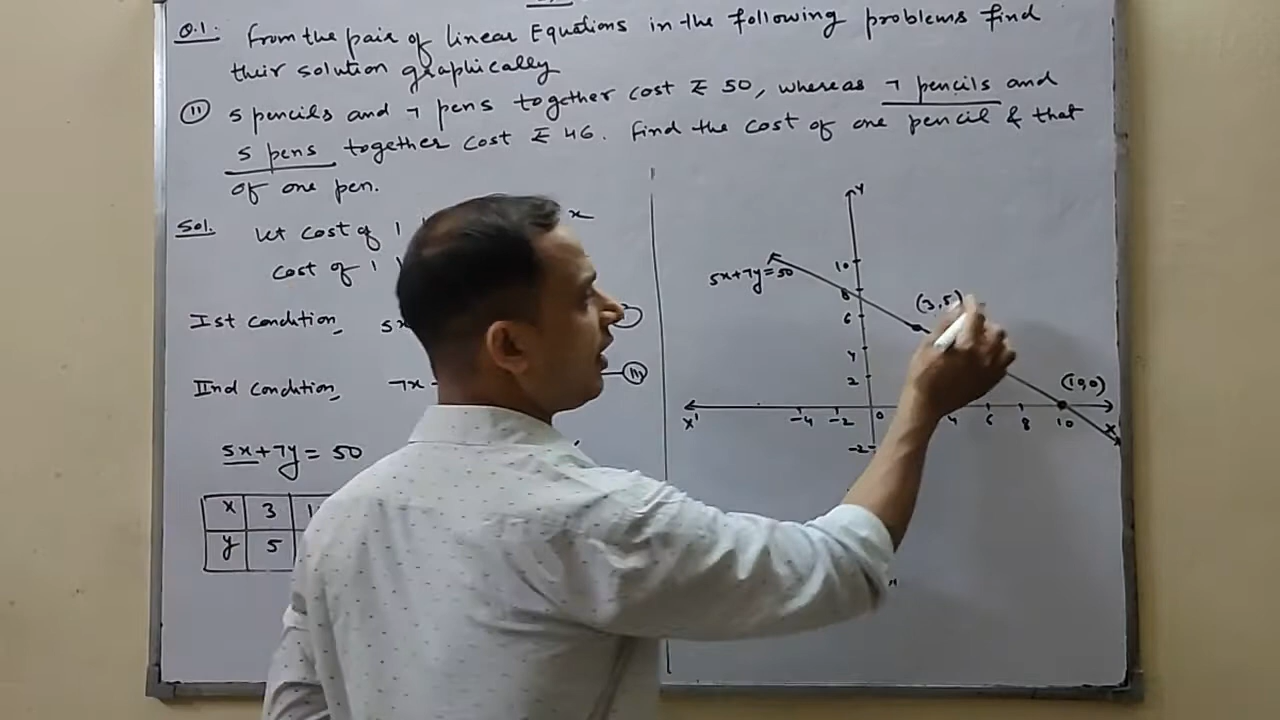 Q.1. From the pair of linear Equations in the following problems find
their solution graphically
(ii) 5 pencils and 7 pens together cost ₹ 50, whereas 7 pencils and
5 pens together cost ₹ 46. Find the cost of one pencil & that
of one pen.
Sol. Let cost of 1 x
cost of 1
Ist condition, 5x
IInd condition, 7x
5x+7y=50
x 3
y 5
Y
10
8
6
4
2
5x+7y=50
(3,5)
(10,0)
X' -4 -2 0 4 6 8 10 X
-2